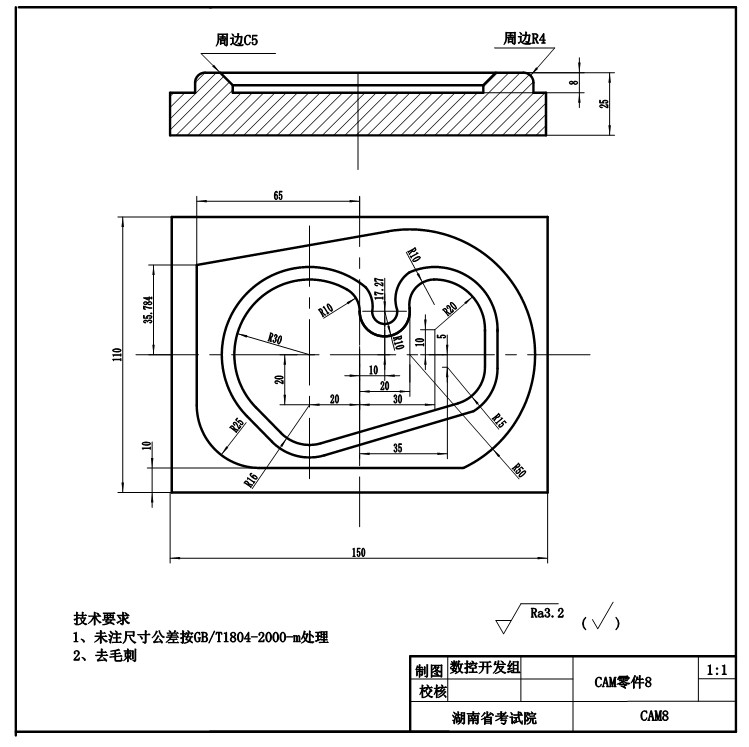 周边C5
周边R4
8
25
65
35.784
110
10
R10
17.27
R10
R20
R30
R10
10
5
10
20
20
20
30
35
R25
R16
R15
R50
150
技术要求
1、未注尺寸公差按GB/T1804-2000-m处理
2、去毛刺
Ra3.2
( )
制图 数控开发组 CAM零件8 1:1
校核
湖南省考试院 CAM8